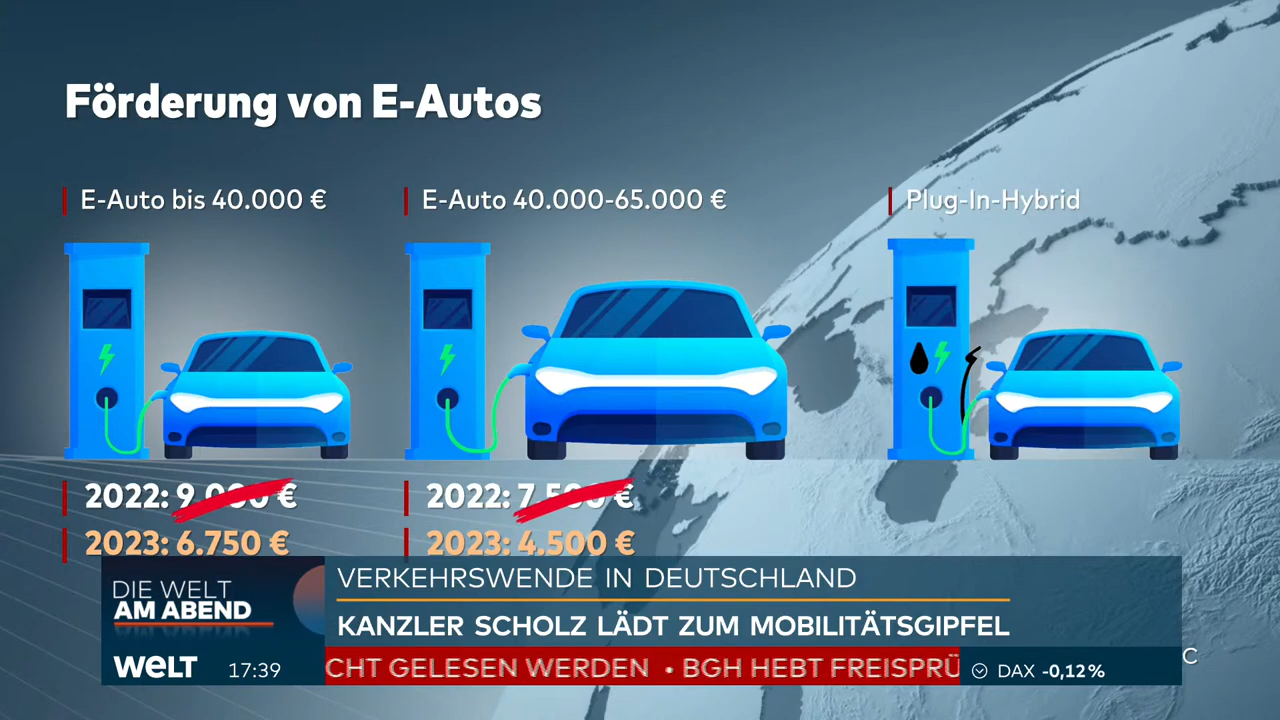 Förderung von E-Autos
E-Auto bis 40.000 €
E-Auto 40.000-65.000 €
Plug-In-Hybrid
2022: 9.000 €
2022: 7.500 €
2023: 6.750 €
2023: 4.500 €
DIE WELT
AM ABEND
VERKEHRSWENDE IN DEUTSCHLAND
KANZLER SCHOLZ LÄDT ZUM MOBILITÄTSGIPFEL
WELT 17:39
CHT GELESEN WERDEN • BGH HEBT FREISPRÜ
DAX -0,12%
C